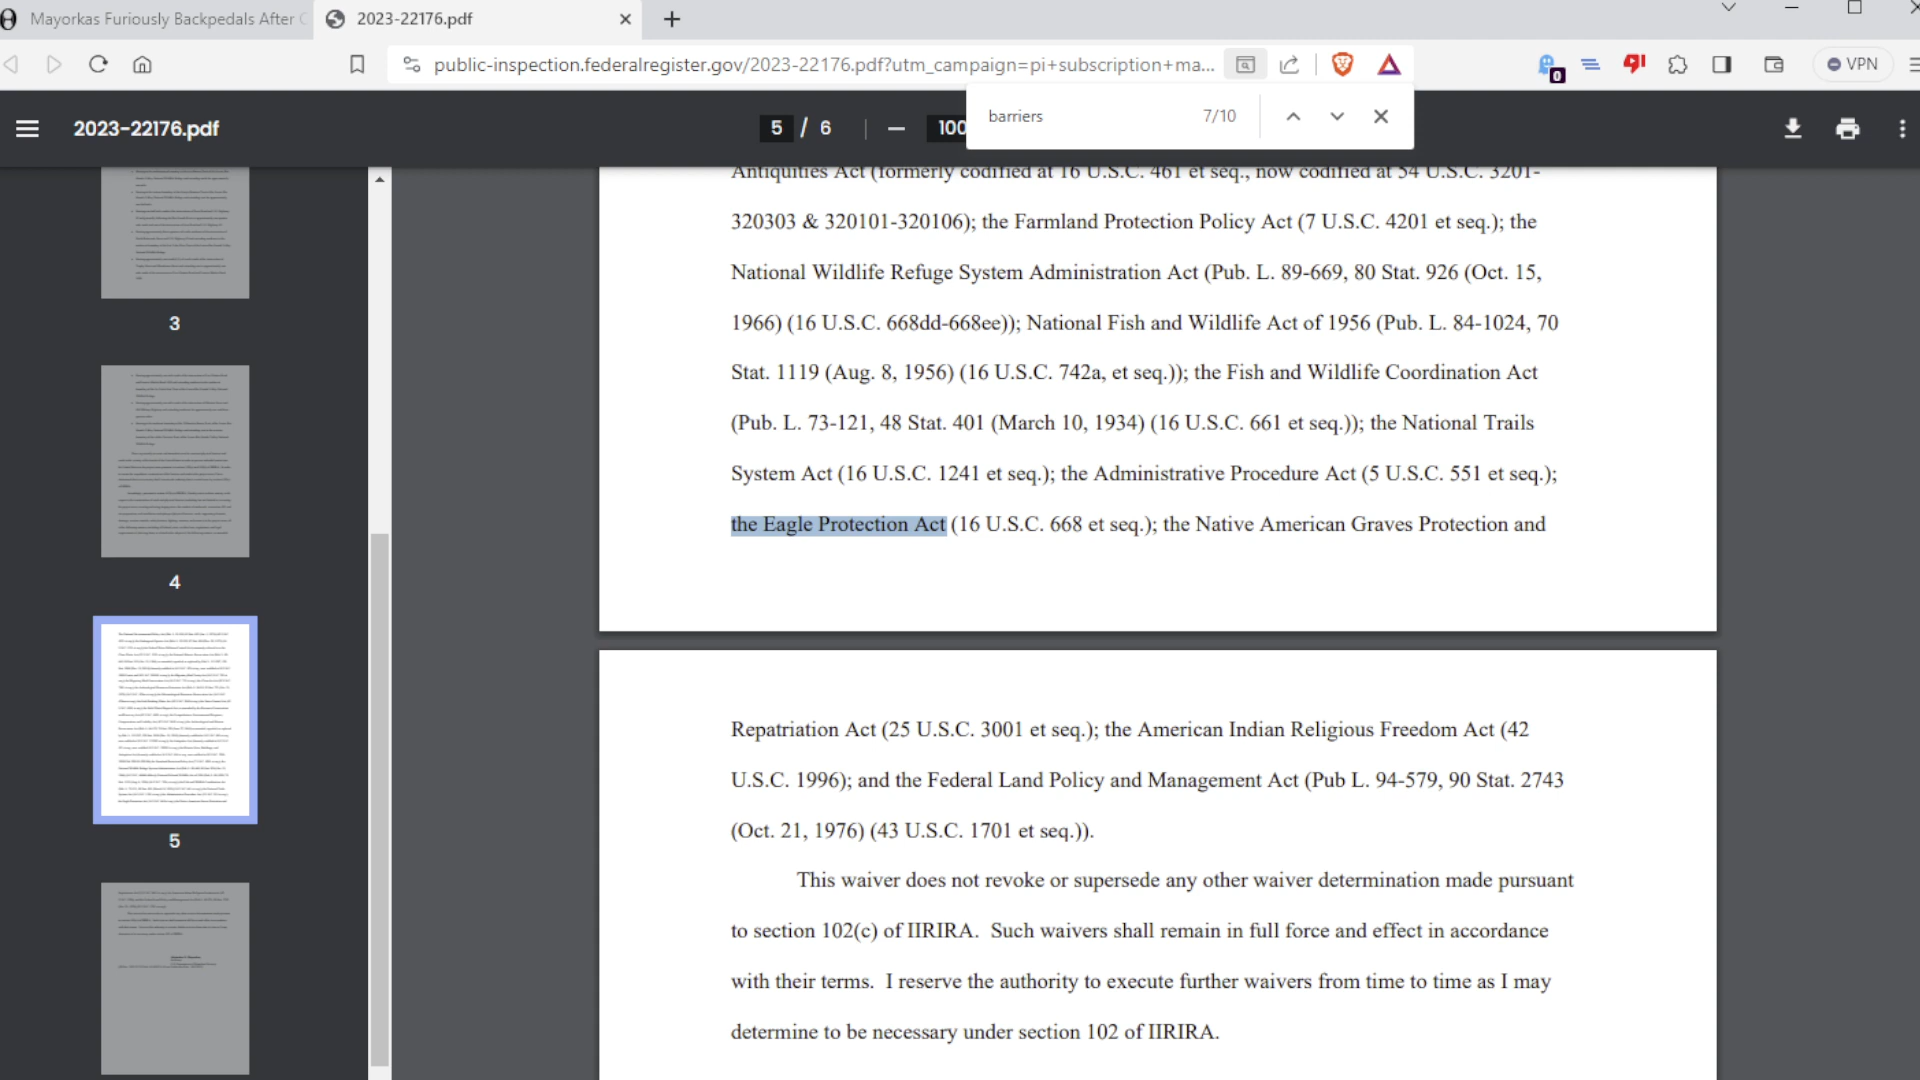 Mayorkas Furiously Backpedals After
2023-22176.pdf
public-inspection.federalregister.gov/2023-22176.pdf?utm_campaign=pi+subscription+ma...
0
VPN
barriers
7/10
2023-22176.pdf
5 / 6
100
Antiquities Act (formerly codified at 16 U.S.C. 461 et seq., now codified at 54 U.S.C. 3201-
320303 & 320101-320106); the Farmland Protection Policy Act (7 U.S.C. 4201 et seq.); the
National Wildlife Refuge System Administration Act (Pub. L. 89-669, 80 Stat. 926 (Oct. 15,
1966) (16 U.S.C. 668dd-668ee)); National Fish and Wildlife Act of 1956 (Pub. L. 84-1024, 70
Stat. 1119 (Aug. 8, 1956) (16 U.S.C. 742a, et seq.)); the Fish and Wildlife Coordination Act
(Pub. L. 73-121, 48 Stat. 401 (March 10, 1934) (16 U.S.C. 661 et seq.)); the National Trails
System Act (16 U.S.C. 1241 et seq.); the Administrative Procedure Act (5 U.S.C. 551 et seq.);
the Eagle Protection Act (16 U.S.C. 668 et seq.); the Native American Graves Protection and
Repatriation Act (25 U.S.C. 3001 et seq.); the American Indian Religious Freedom Act (42
U.S.C. 1996); and the Federal Land Policy and Management Act (Pub L. 94-579, 90 Stat. 2743
(Oct. 21, 1976) (43 U.S.C. 1701 et seq.)).
This waiver does not revoke or supersede any other waiver determination made pursuant
to section 102(c) of IIRIRA. Such waivers shall remain in full force and effect in accordance
with their terms. I reserve the authority to execute further waivers from time to time as I may
determine to be necessary under section 102 of IIRIRA.
3
4
5